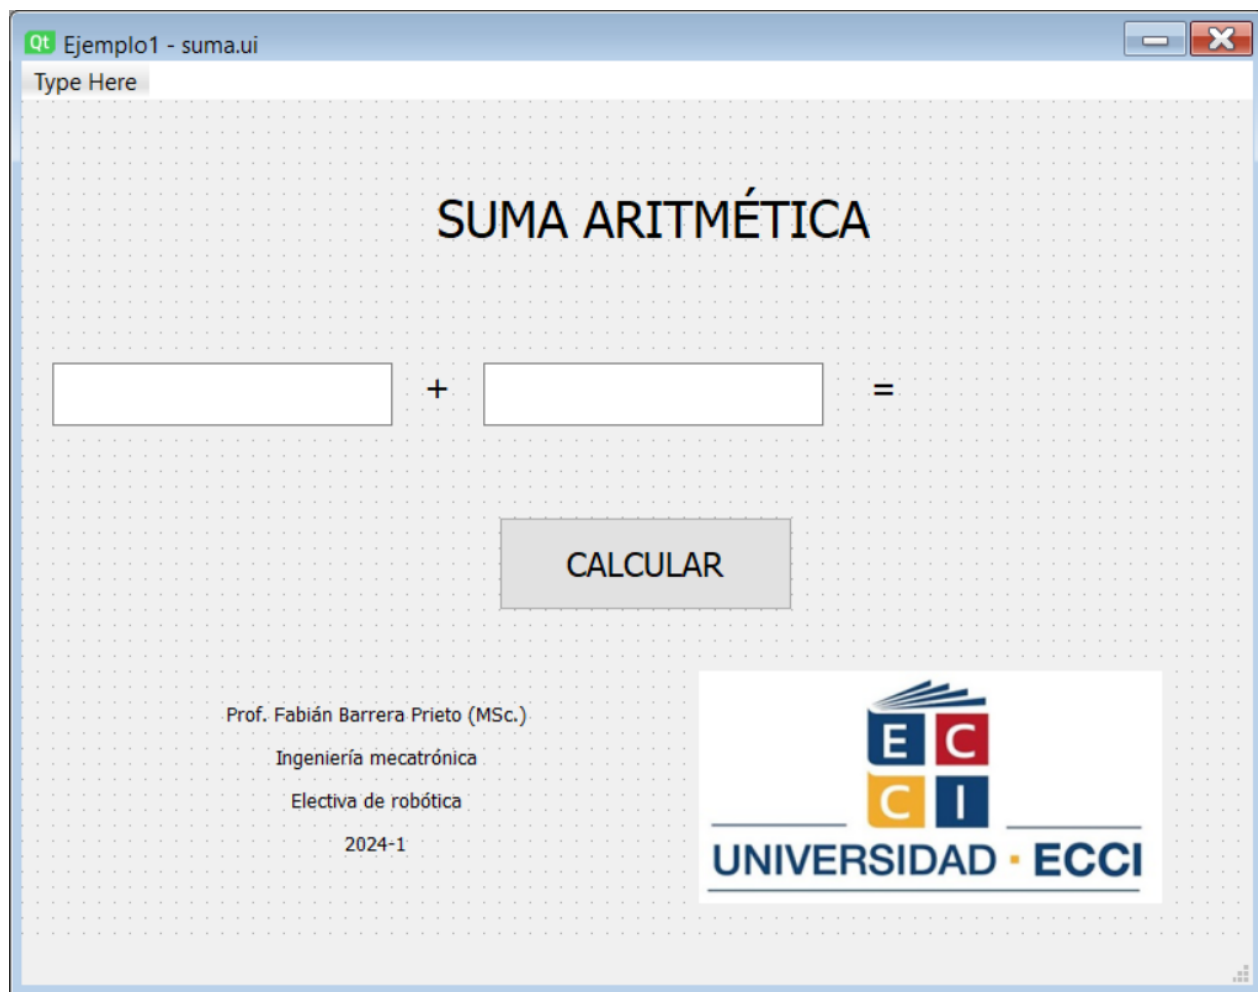 Qt Ejemplo1 - suma.ui
Type Here
SUMA ARITMÉTICA
+ =
CALCULAR
Prof. Fabián Barrera Prieto (MSc.)
Ingeniería mecatrónica
Electiva de robótica
2024-1
E C
C I
UNIVERSIDAD · ECCI